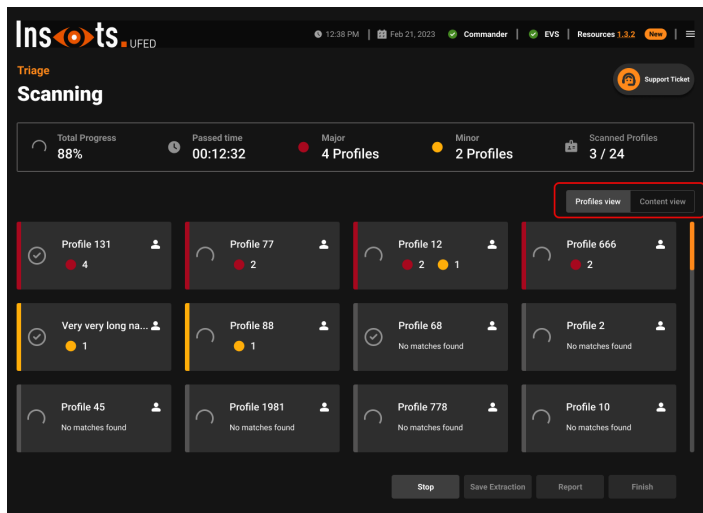 Ins ts. UFED
12:38 PM | Feb 21, 2023 Commander | EVS | Resources 1.3.2 New |
Triage
Scanning
Support Ticket
Total Progress
88%
Passed time
00:12:32
Major
4 Profiles
Minor
2 Profiles
Scanned Profiles
3 / 24
Profiles view Content view
Profile 131
4
Profile 77
2
Profile 12
2 1
Profile 666
2
Very very long na...
1
Profile 88
1
Profile 68
No matches found
Profile 2
No matches found
Profile 45
No matches found
Profile 1981
No matches found
Profile 778
No matches found
Profile 10
No matches found
Stop Save Extraction Report Finish